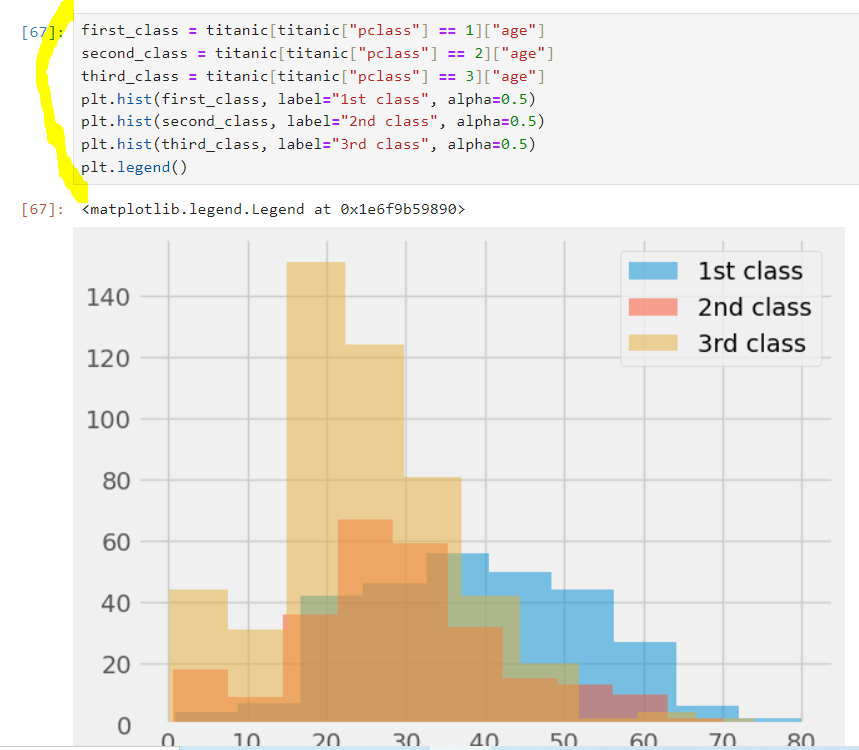 [67]: first_class = titanic[titanic["pclass"] == 1]["age"]
second_class = titanic[titanic["pclass"] == 2]["age"]
third_class = titanic[titanic["pclass"] == 3]["age"]
plt.hist(first_class, label="1st class", alpha=0.5)
plt.hist(second_class, label="2nd class", alpha=0.5)
plt.hist(third_class, label="3rd class", alpha=0.5)
plt.legend()
[67]: <matplotlib.legend.Legend at 0x1e6f9b59890>
1st class
2nd class
3rd class
140
120
100
80
60
40
20
0
0 10 20 30 40 50 60 70 80